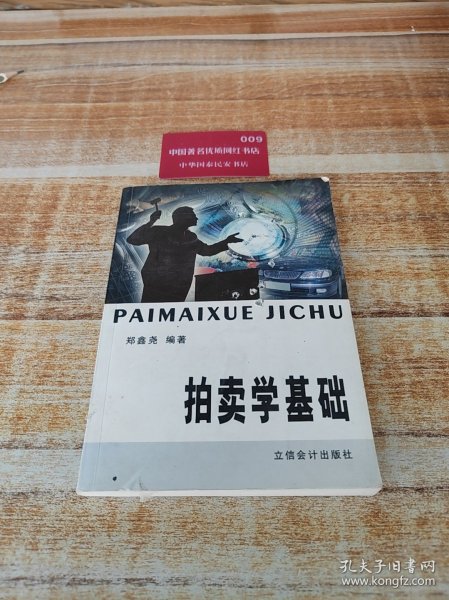 009
中国著名优质网红书店
中华国泰民安书店
PAIMAIXUE JICHU
郑鑫尧 编著
拍卖学基础
立信会计出版社
孔夫子旧书网
www.kongfz.com